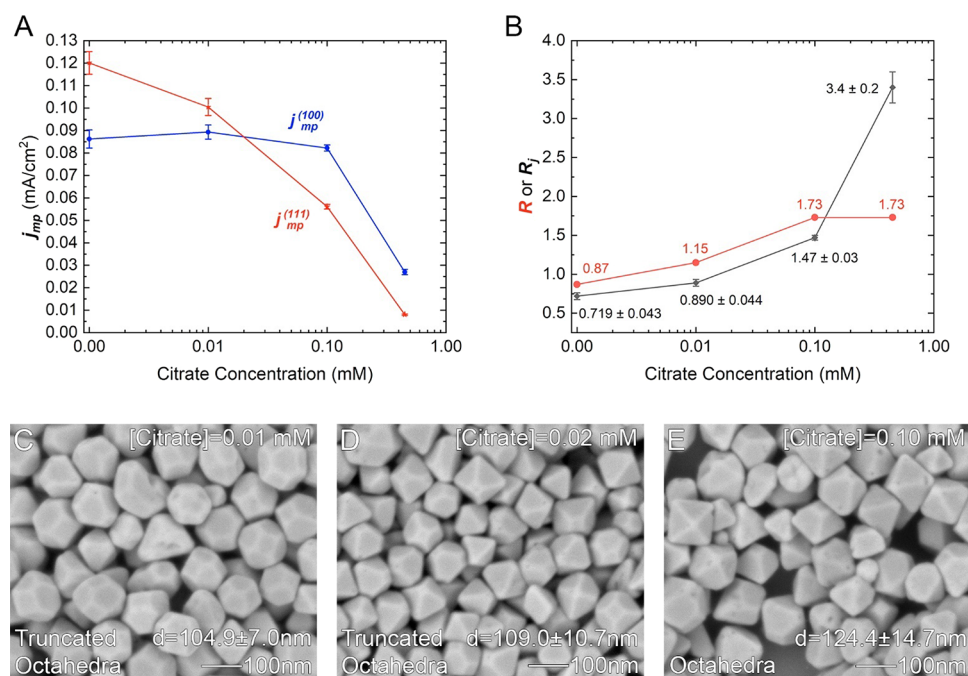 A
0.13
0.12
0.11
0.10
0.09
0.08
0.07
0.06
0.05
0.04
0.03
0.02
0.01
0.00
j_mp (mA/cm²)
j_mp^(100)
j_mp^(111)
0.00 0.01 0.10 1.00
Citrate Concentration (mM)
B
4.0
3.5
3.0
2.5
2.0
1.5
1.0
0.5
R or R_j
3.4 ± 0.2
1.73 1.73
1.15
0.87
1.47 ± 0.03
0.890 ± 0.044
0.719 ± 0.043
0.00 0.01 0.10 1.00
Citrate Concentration (mM)
C [Citrate]=0.01 mM
Truncated d=104.9±7.0nm
Octahedra 100nm
D [Citrate]=0.02 mM
Truncated d=109.0±10.7nm
Octahedra 100nm
E [Citrate]=0.10 mM
d=124.4±14.7nm
Octahedra 100nm